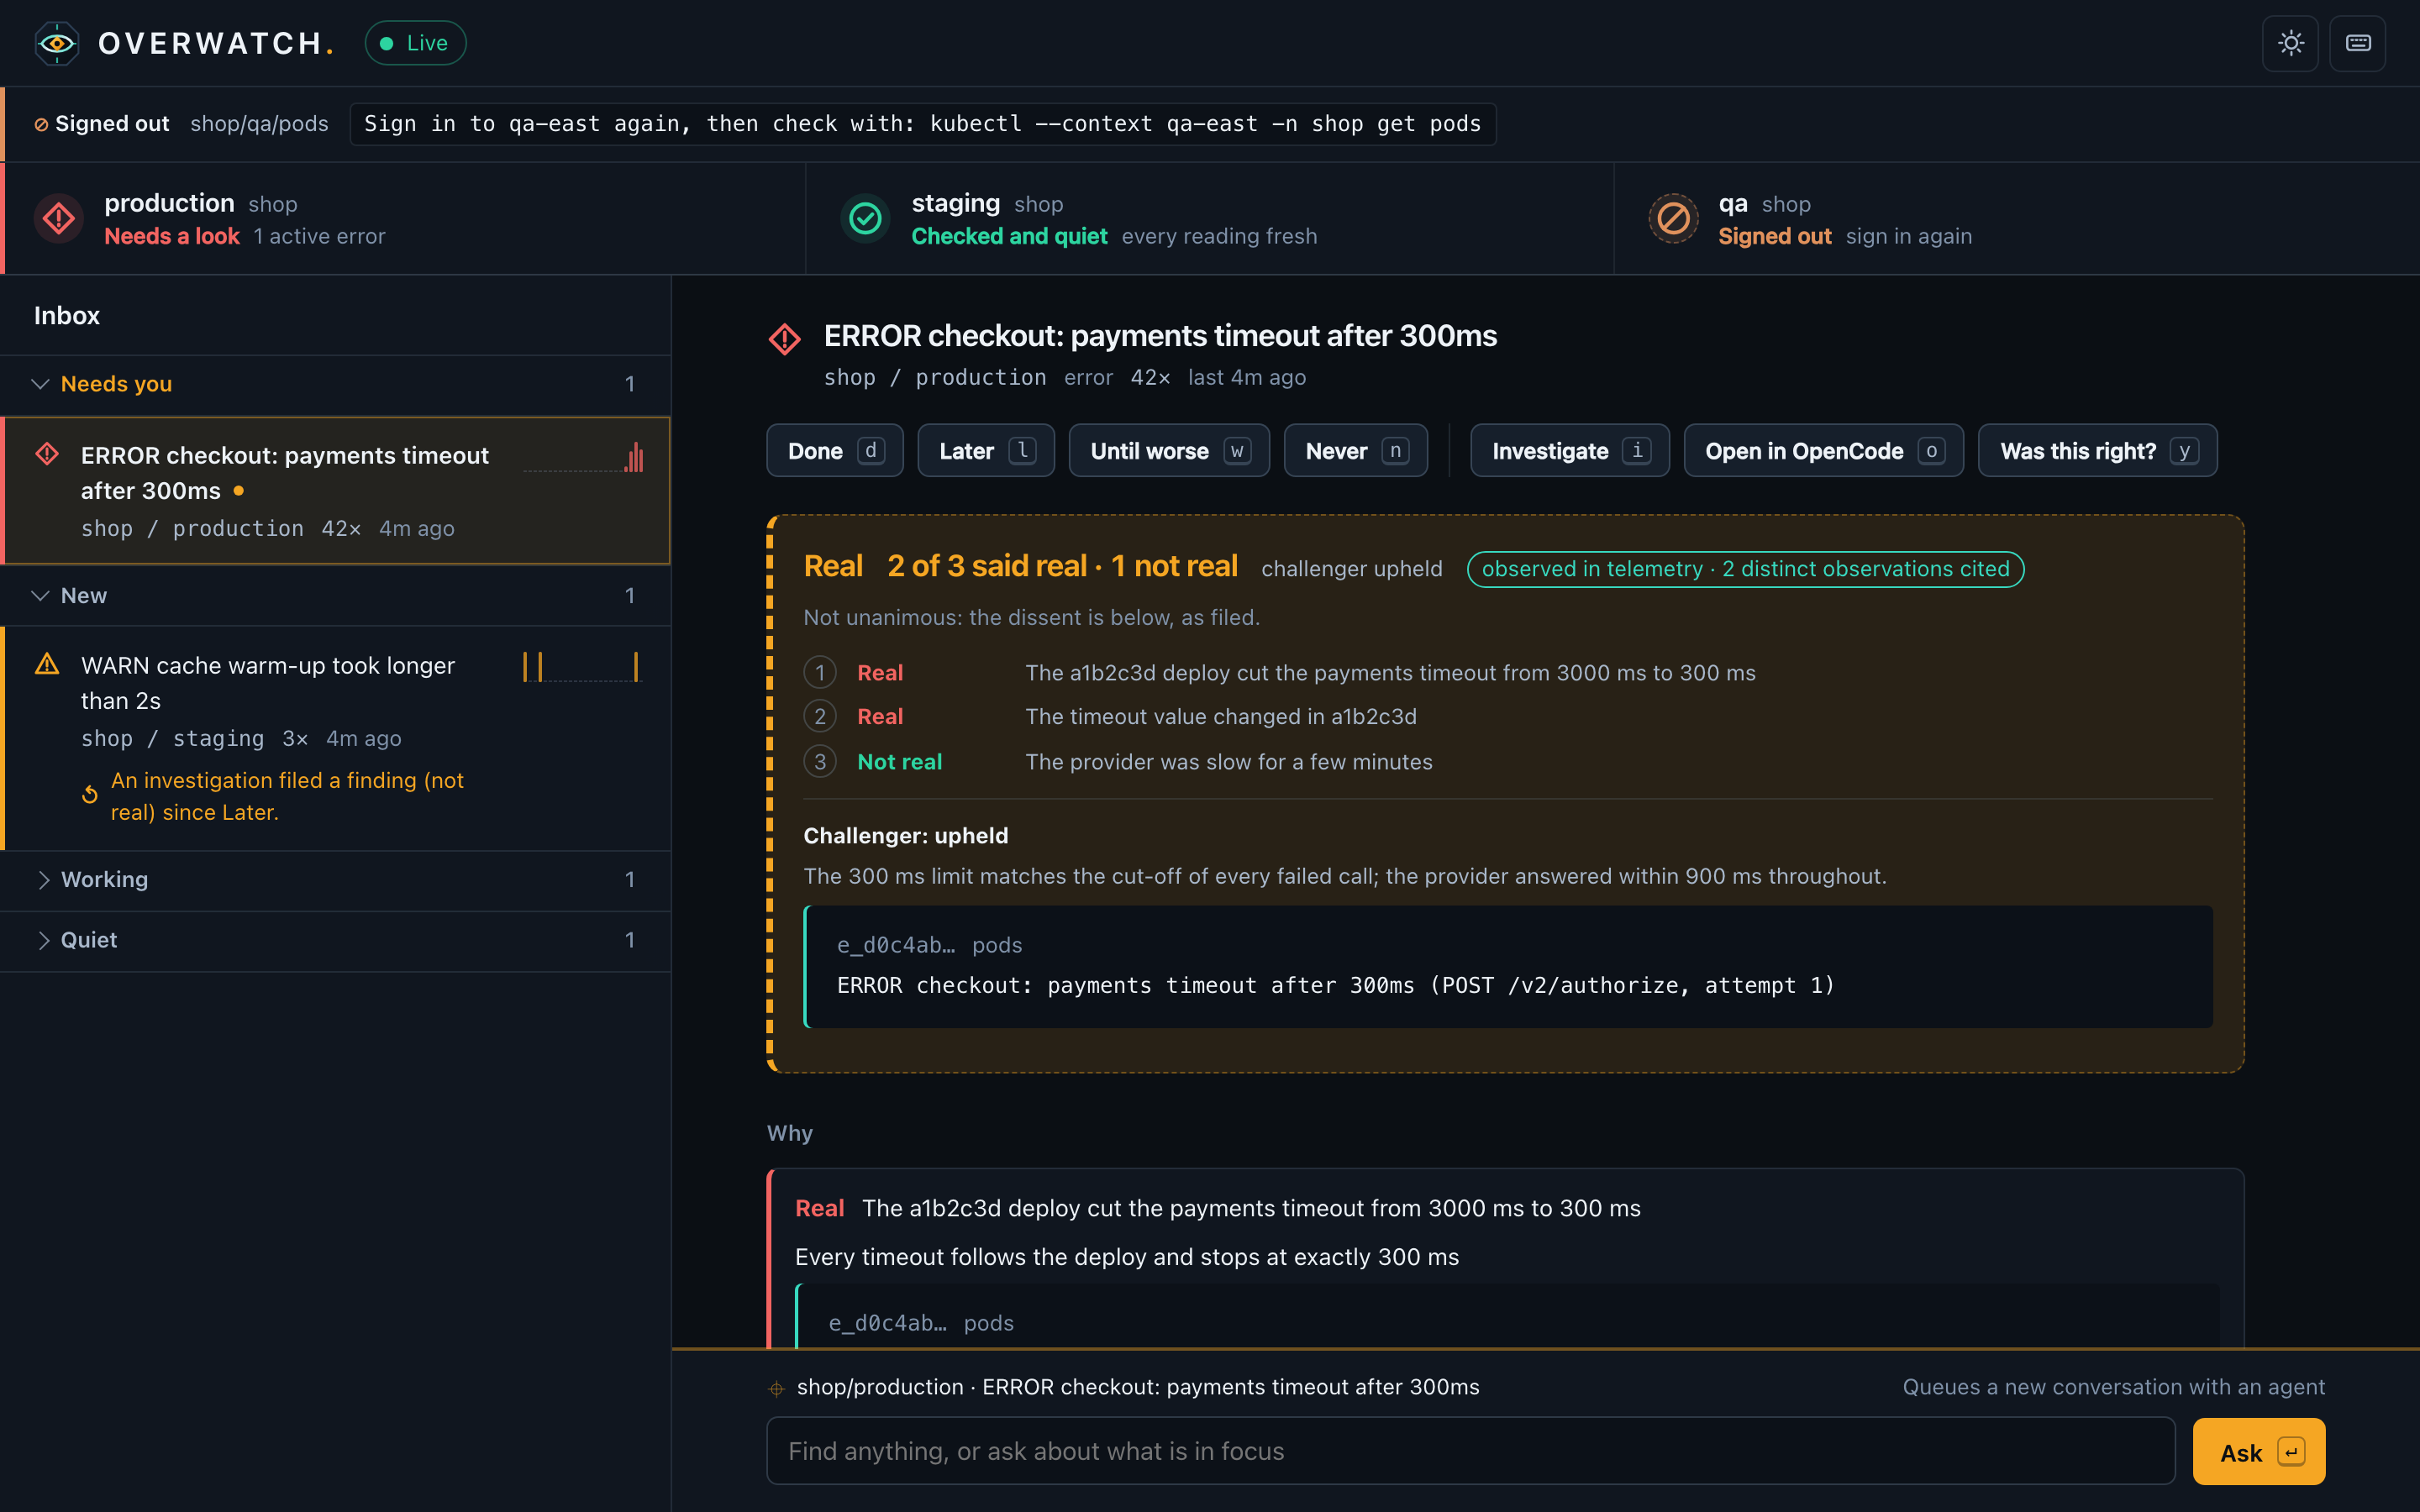 OVERWATCH.
Live
Signed out shop/qa/pods Sign in to qa-east again, then check with: kubectl --context qa-east -n shop get pods
production shop
Needs a look 1 active error
staging shop
Checked and quiet every reading fresh
qa shop
Signed out sign in again
Inbox
Needs you 1
ERROR checkout: payments timeout
after 300ms
shop / production 42× 4m ago
New 1
WARN cache warm-up took longer
than 2s
shop / staging 3× 4m ago
An investigation filed a finding (not
real) since Later.
Working 1
Quiet 1
ERROR checkout: payments timeout after 300ms
shop / production error 42× last 4m ago
Done d Later l Until worse w Never n Investigate i Open in OpenCode o Was this right? y
Real 2 of 3 said real · 1 not real challenger upheld observed in telemetry · 2 distinct observations cited
Not unanimous: the dissent is below, as filed.
1 Real The a1b2c3d deploy cut the payments timeout from 3000 ms to 300 ms
2 Real The timeout value changed in a1b2c3d
3 Not real The provider was slow for a few minutes
Challenger: upheld
The 300 ms limit matches the cut-off of every failed call; the provider answered within 900 ms throughout.
e_d0c4ab… pods
ERROR checkout: payments timeout after 300ms (POST /v2/authorize, attempt 1)
Why
Real The a1b2c3d deploy cut the payments timeout from 3000 ms to 300 ms
Every timeout follows the deploy and stops at exactly 300 ms
e_d0c4ab… pods
shop/production · ERROR checkout: payments timeout after 300ms
Queues a new conversation with an agent
Find anything, or ask about what is in focus
Ask ↵